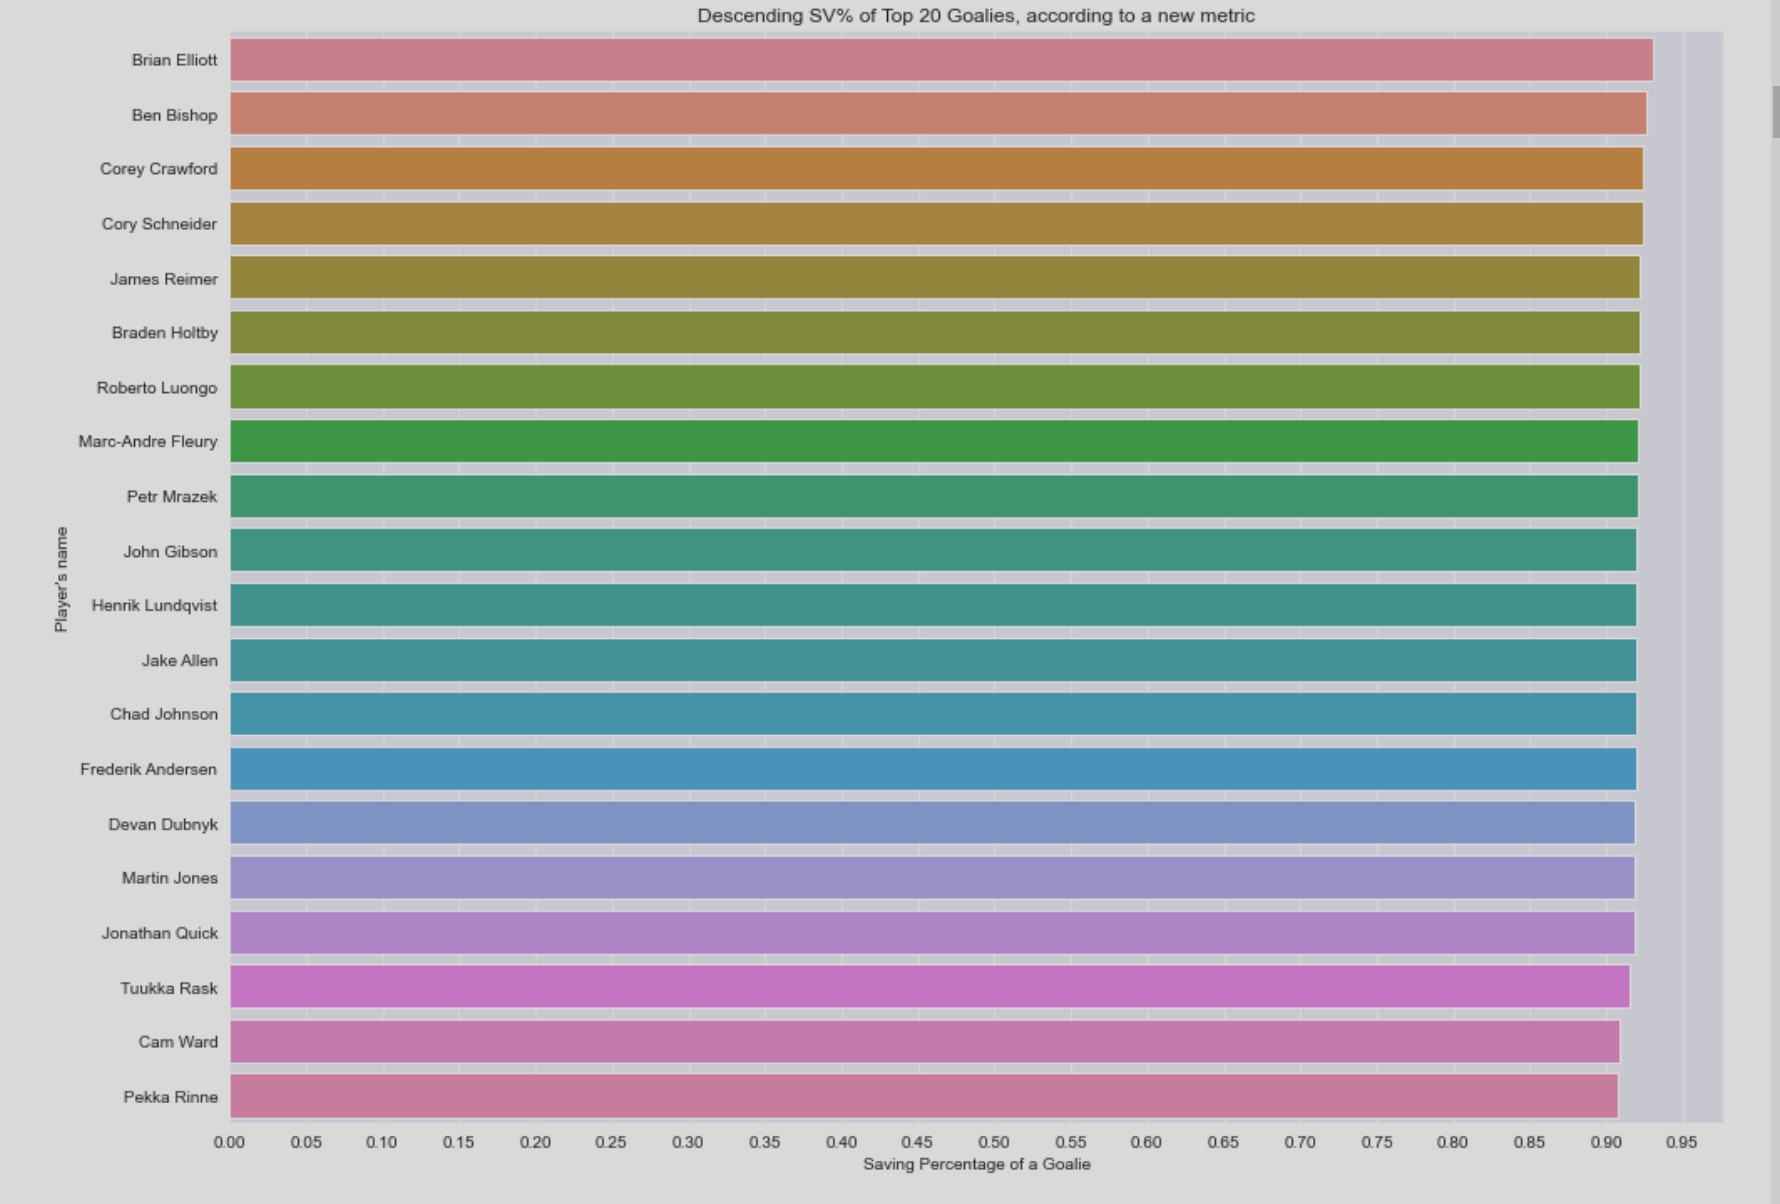 Descending SV% of Top 20 Goalies, according to a new metric
Brian Elliott
Ben Bishop
Corey Crawford
Cory Schneider
James Reimer
Braden Holtby
Roberto Luongo
Marc-Andre Fleury
Petr Mrazek
John Gibson
Henrik Lundqvist
Jake Allen
Chad Johnson
Frederik Andersen
Devan Dubnyk
Martin Jones
Jonathan Quick
Tuukka Rask
Cam Ward
Pekka Rinne
Player's name
0.00 0.05 0.10 0.15 0.20 0.25 0.30 0.35 0.40 0.45 0.50 0.55 0.60 0.65 0.70 0.75 0.80 0.85 0.90 0.95
Saving Percentage of a Goalie